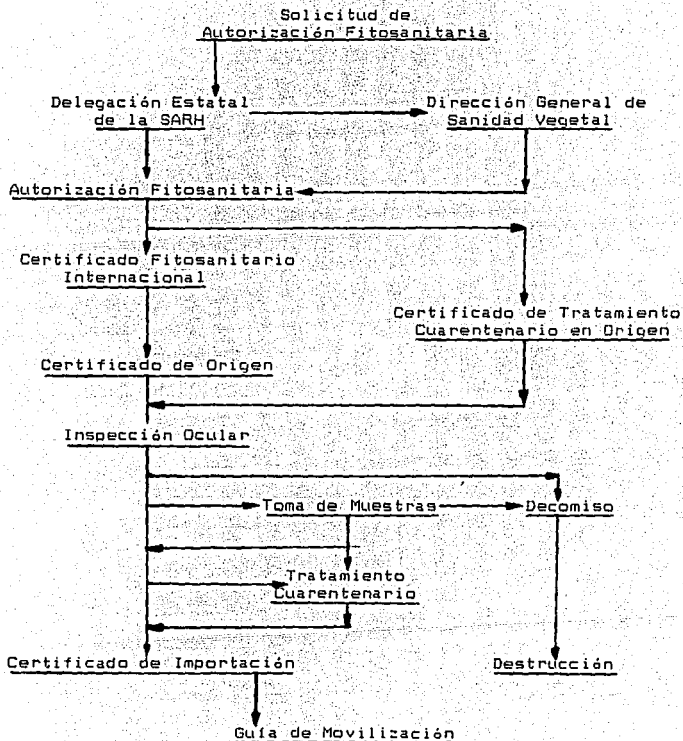 Solicitud de
Autorización Fitosanitaria
Delegación Estatal
de la SARH
Dirección General de
Sanidad Vegetal
Autorización Fitosanitaria
Certificado Fitosanitario
Internacional
Certificado de Tratamiento
Cuarentenario en Origen
Certificado de Origen
Inspección Ocular
Toma de Muestras
Decomiso
Tratamiento
Cuarentenario
Certificado de Importación
Destrucción
Guía de Movilización